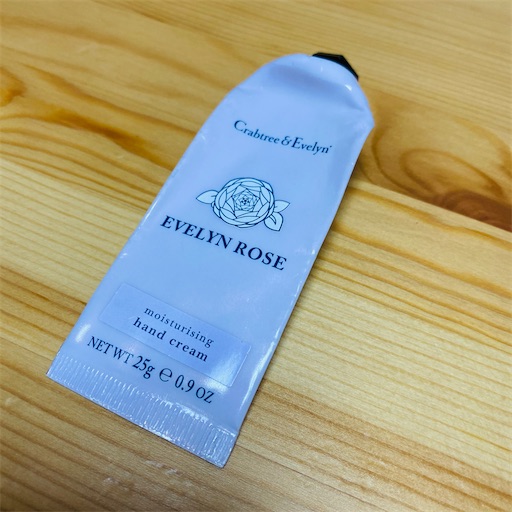 Crabtree & Evelyn®
EVELYN ROSE
moisturising
hand cream
NET WT 25g ℮ 0.9 OZ